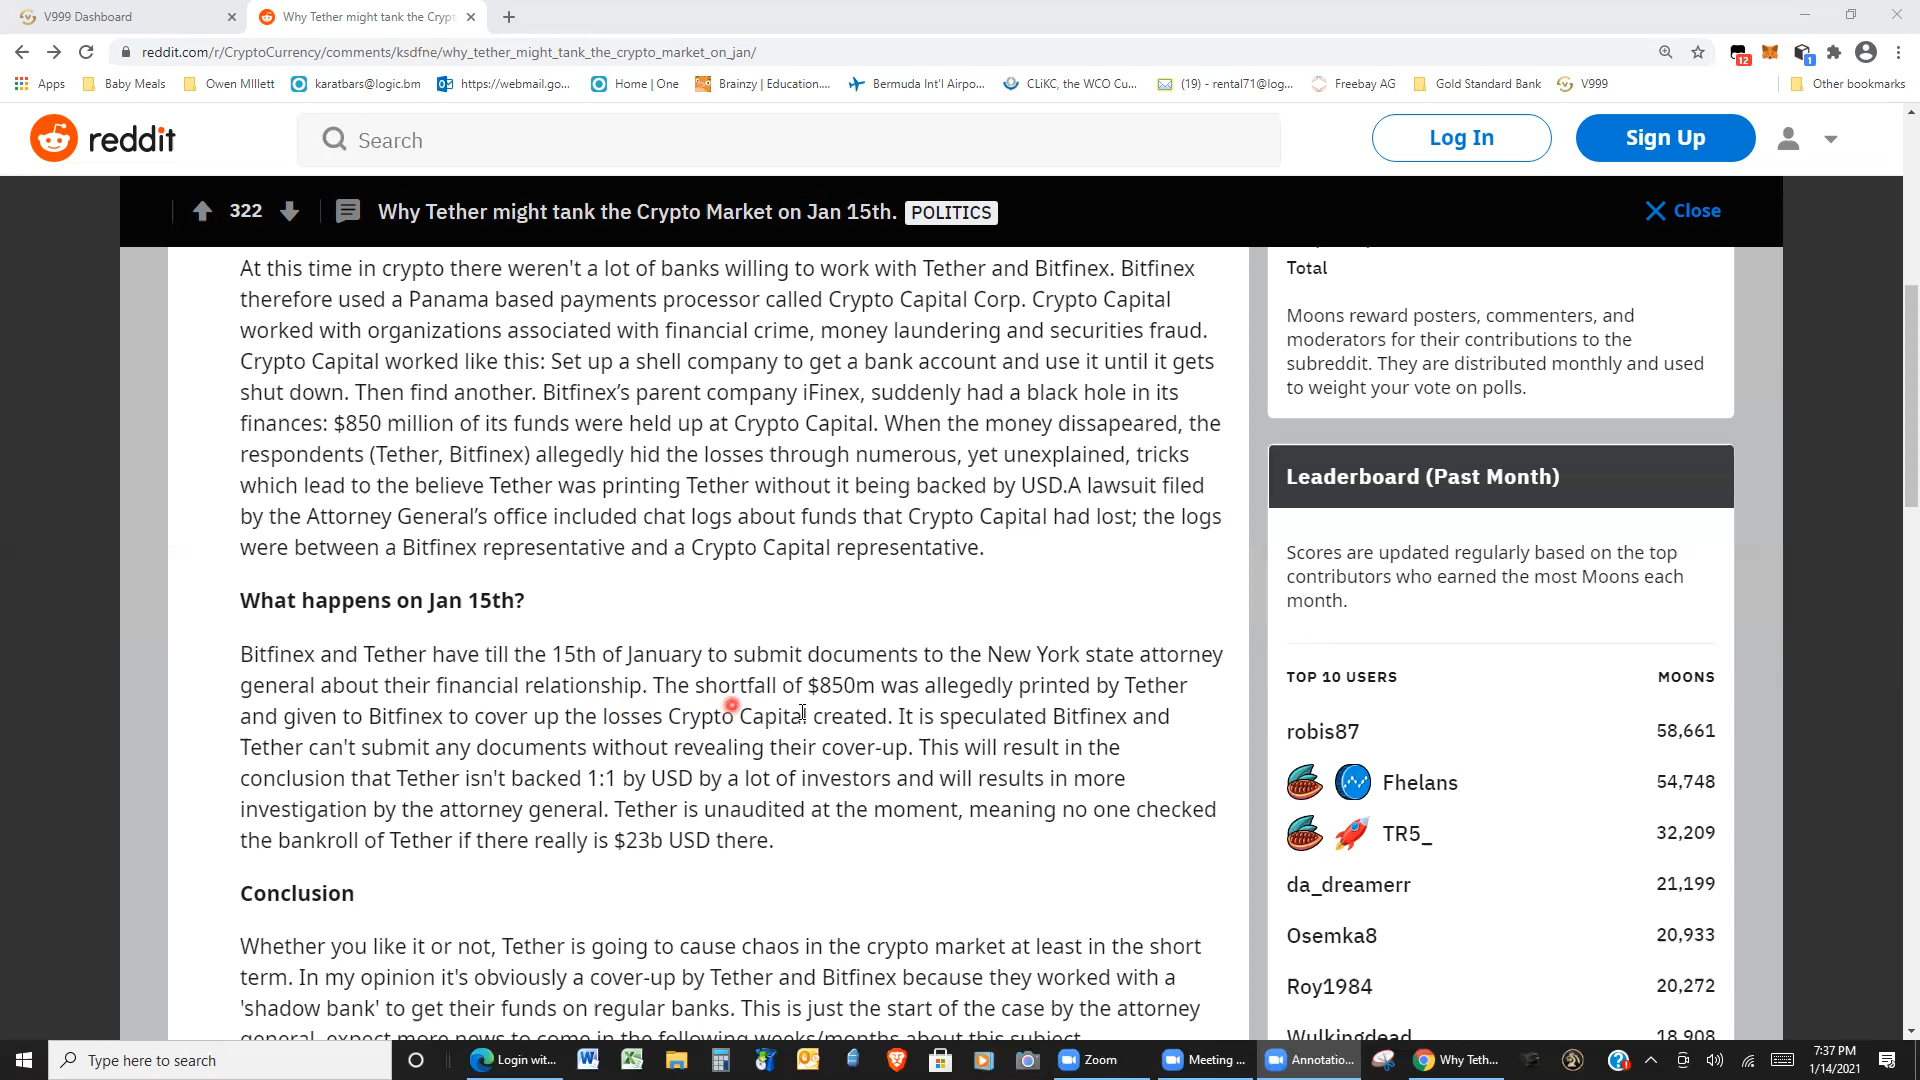 V999 Dashboard
Why Tether might tank the Crypt
reddit.com/r/CryptoCurrency/comments/ksdfne/why_tether_might_tank_the_crypto_market_on_jan/
12
1
Apps
Baby Meals
Owen MIllett
karatbars@logic.bm
https://webmail.go...
Home | One
Brainzy | Education....
Bermuda Int'l Airpo...
CLiKC, the WCO Cu...
(19) - rental71@log...
Freebay AG
Gold Standard Bank
V999
Other bookmarks
reddit
Search
Log In
Sign Up
322
Why Tether might tank the Crypto Market on Jan 15th. POLITICS
Close
At this time in crypto there weren't a lot of banks willing to work with Tether and Bitfinex. Bitfinex
therefore used a Panama based payments processor called Crypto Capital Corp. Crypto Capital
worked with organizations associated with financial crime, money laundering and securities fraud.
Crypto Capital worked like this: Set up a shell company to get a bank account and use it until it gets
shut down. Then find another. Bitfinex’s parent company iFinex, suddenly had a black hole in its
finances: $850 million of its funds were held up at Crypto Capital. When the money dissapeared, the
respondents (Tether, Bitfinex) allegedly hid the losses through numerous, yet unexplained, tricks
which lead to the believe Tether was printing Tether without it being backed by USD.A lawsuit filed
by the Attorney General’s office included chat logs about funds that Crypto Capital had lost; the logs
were between a Bitfinex representative and a Crypto Capital representative.
What happens on Jan 15th?
Bitfinex and Tether have till the 15th of January to submit documents to the New York state attorney
general about their financial relationship. The shortfall of $850m was allegedly printed by Tether
and given to Bitfinex to cover up the losses Crypto Capital created. It is speculated Bitfinex and
Tether can't submit any documents without revealing their cover-up. This will result in the
conclusion that Tether isn't backed 1:1 by USD by a lot of investors and will results in more
investigation by the attorney general. Tether is unaudited at the moment, meaning no one checked
the bankroll of Tether if there really is $23b USD there.
Conclusion
Whether you like it or not, Tether is going to cause chaos in the crypto market at least in the short
term. In my opinion it's obviously a cover-up by Tether and Bitfinex because they worked with a
'shadow bank' to get their funds on regular banks. This is just the start of the case by the attorney
general, expect more news to come in the following weeks/months about this subject
Total
Moons reward posters, commenters, and
moderators for their contributions to the
subreddit. They are distributed monthly and used
to weight your vote on polls.
Leaderboard (Past Month)
Scores are updated regularly based on the top
contributors who earned the most Moons each
month.
TOP 10 USERS MOONS
robis87 58,661
Fhelans 54,748
TR5_ 32,209
da_dreamerr 21,199
Osemka8 20,933
Roy1984 20,272
Wulkingdead 18,908
Type here to search
Login wit...
Zoom
Meeting ...
Annotatio...
Why Teth...
7:37 PM
1/14/2021